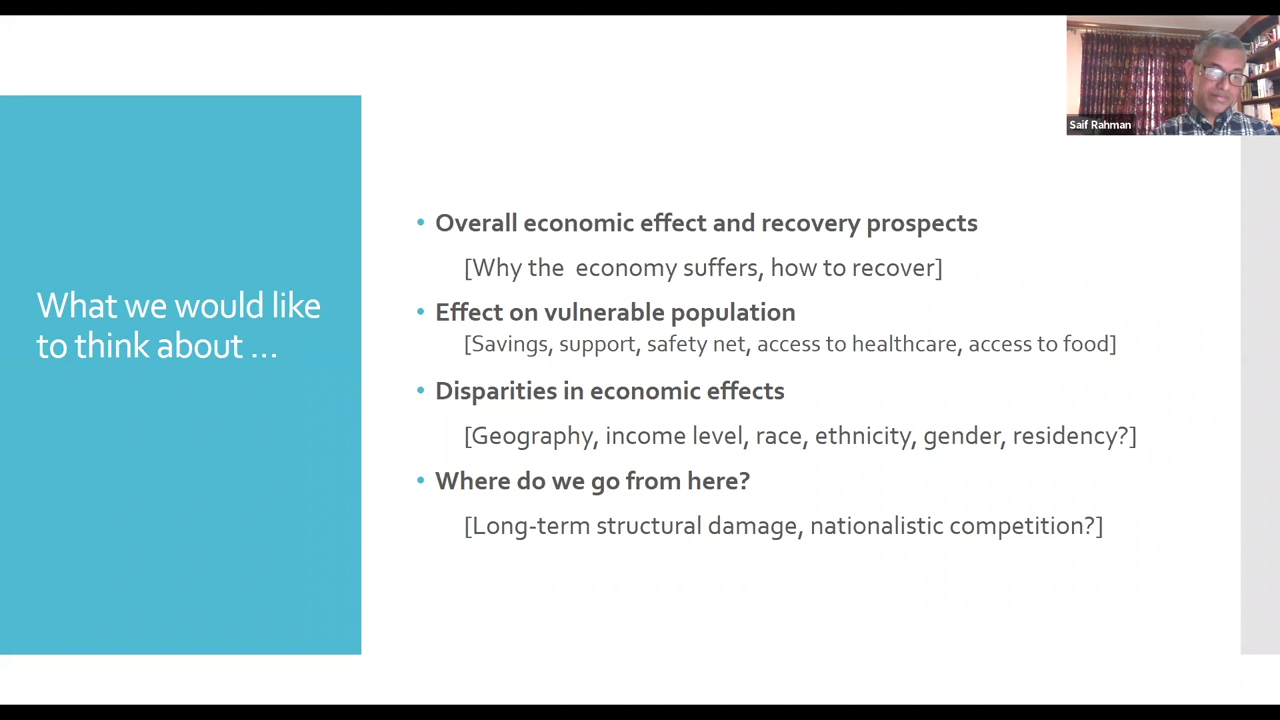 Saif Rahman
What we would like
to think about ...
• Overall economic effect and recovery prospects
[Why the  economy suffers, how to recover]
• Effect on vulnerable population
[Savings, support, safety net, access to healthcare, access to food]
• Disparities in economic effects
[Geography, income level, race, ethnicity, gender, residency?]
• Where do we go from here?
[Long-term structural damage, nationalistic competition?]